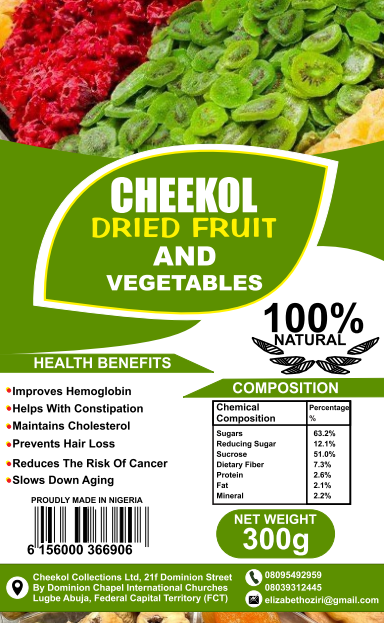 CHEEKOL
DRIED FRUIT
AND
VEGETABLES
100%
NATURAL
HEALTH BENEFITS
Improves Hemoglobin
Helps With Constipation
Maintains Cholesterol
Prevents Hair Loss
Reduces The Risk Of Cancer
Slows Down Aging
PROUDLY MADE IN NIGERIA
6 156000 366906
COMPOSITION
Chemical Composition Percentage %
Sugars 63.2%
Reducing Sugar 12.1%
Sucrose 51.0%
Dietary Fiber 7.3%
Protein 2.6%
Fat 2.1%
Mineral 2.2%
NET WEIGHT
300g
Cheekol Collections Ltd, 21f Dominion Street
By Dominion Chapel International Churches
Lugbe Abuja, Federal Capital Territory (FCT)
08095492959
08039312445
elizabethoziri@gmail.com